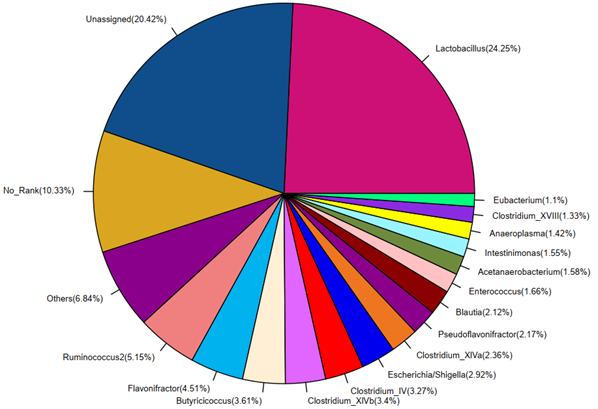 Unassigned(20.42%)
Lactobacillus(24.25%)
No_Rank(10.33%)
Others(6.84%)
Ruminococcus2(5.15%)
Flavonifractor(4.51%)
Butyricicoccus(3.61%)
Clostridium_XIVb(3.4%)
Clostridium_IV(3.27%)
Escherichia/Shigella(2.92%)
Clostridium_XIVa(2.36%)
Pseudoflavonifractor(2.17%)
Blautia(2.12%)
Enterococcus(1.66%)
Acetanaerobacterium(1.58%)
Intestinimonas(1.55%)
Anaeroplasma(1.42%)
Clostridium_XVIII(1.33%)
Eubacterium(1.1%)